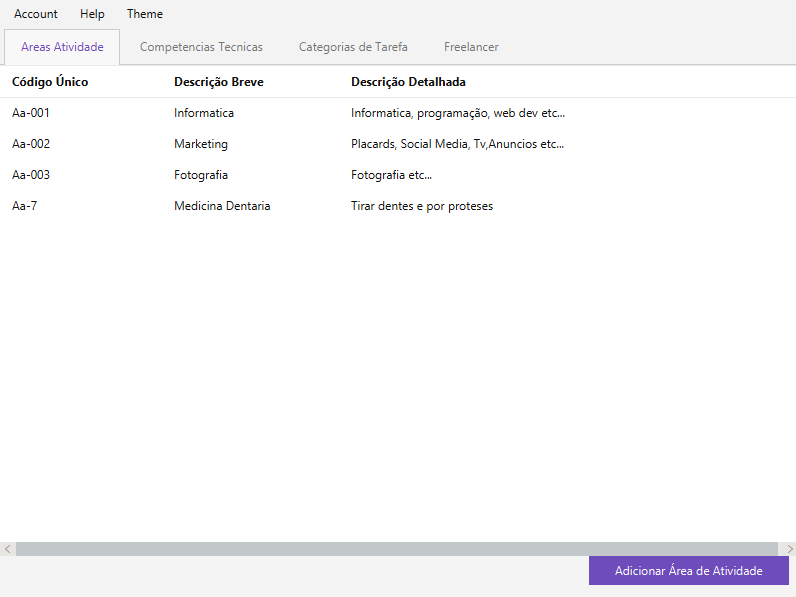 Account Help Theme
Areas Atividade Competencias Tecnicas Categorias de Tarefa Freelancer
Código Único Descrição Breve Descrição Detalhada
Aa-001 Informatica Informatica, programação, web dev etc...
Aa-002 Marketing Placards, Social Media, Tv,Anuncios etc...
Aa-003 Fotografia Fotografia etc...
Aa-7 Medicina Dentaria Tirar dentes e por proteses
Adicionar Área de Atividade